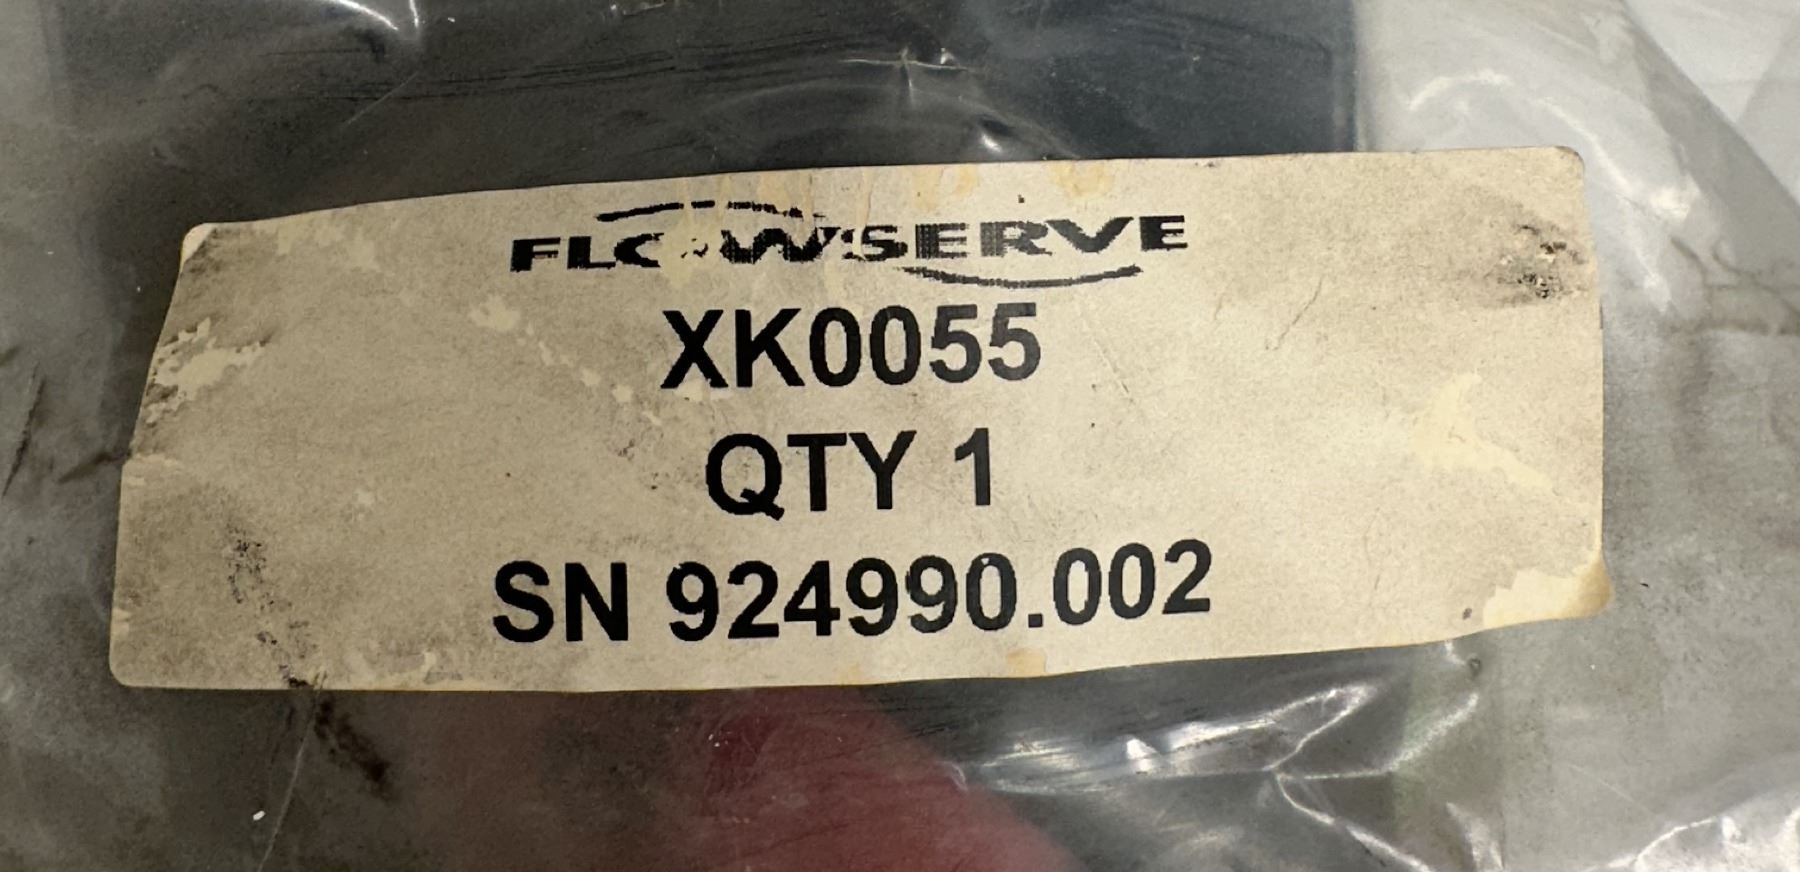 FLOWSERVE
XK0055
QTY 1
SN 924990.002